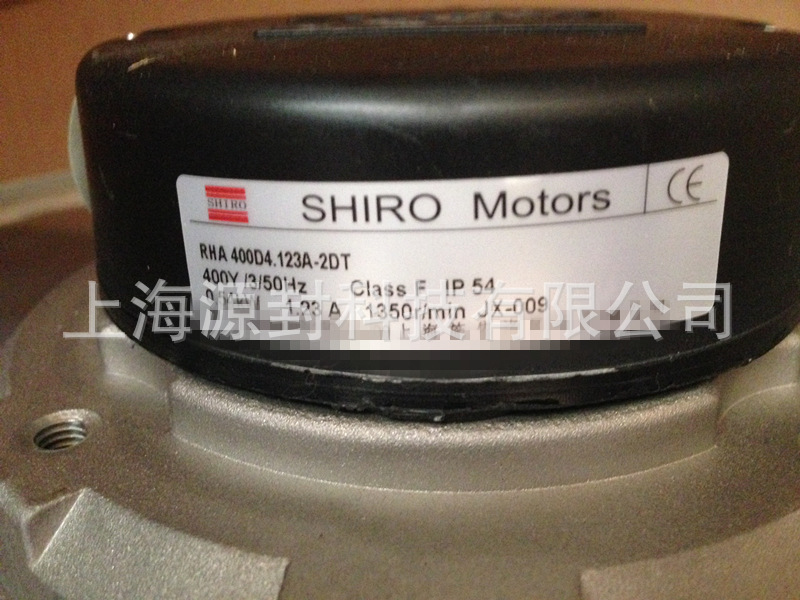 SHIRO
SHIRO Motors
CE
RHA 400D4.123A-2DT
400Y /3/50Hz Class F IP 54
1.23 A 1350r/min JX-009
上海源封科技有限公司